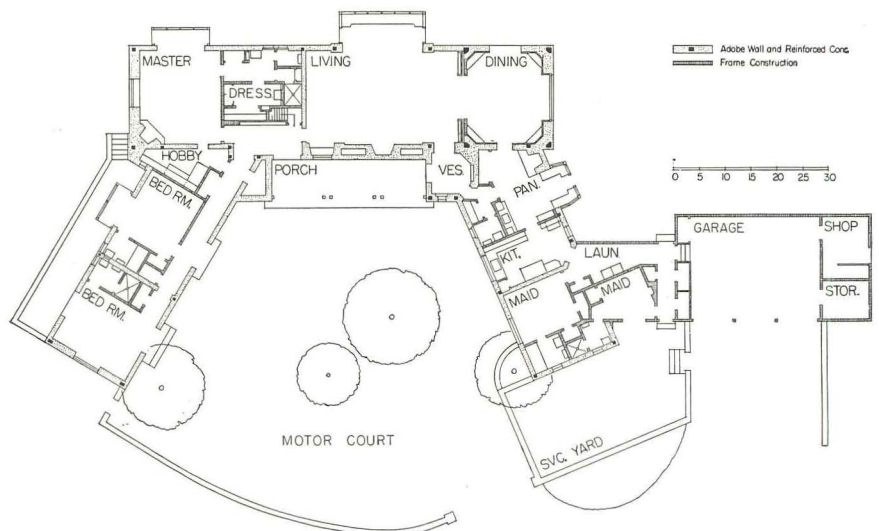 MASTER
LIVING
DINING
Adobe Wall and Reinforced Conc.
Frame Construction
DRESS.
HOBBY
PORCH
VES.
PAN.
0 5 10 15 20 25 30
BED RM.
GARAGE
SHOP
KIT.
LAUN
MAID
MAID
STOR.
BED RM.
MOTOR COURT
SVC. YARD